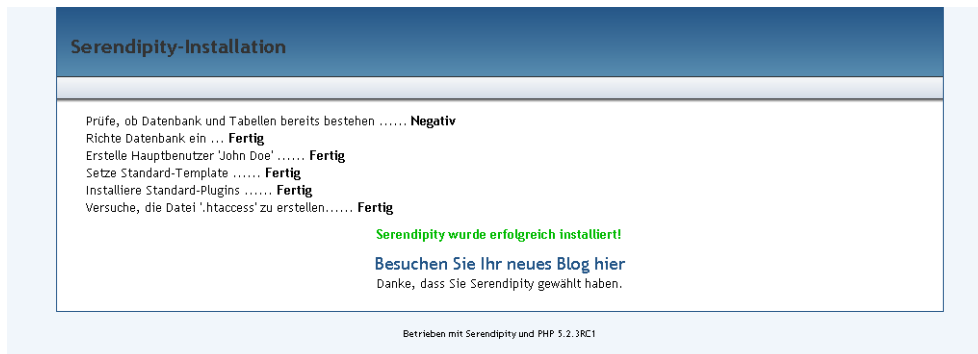 Serendipity-Installation
Prüfe, ob Datenbank und Tabellen bereits bestehen ...... Negativ
Richte Datenbank ein ... Fertig
Erstelle Hauptbenutzer 'John Doe' ...... Fertig
Setze Standard-Template ...... Fertig
Installiere Standard-Plugins ...... Fertig
Versuche, die Datei '.htaccess' zu erstellen...... Fertig
Serendipity wurde erfolgreich installiert!
Besuchen Sie Ihr neues Blog hier
Danke, dass Sie Serendipity gewählt haben.
Betrieben mit Serendipity und PHP 5.2.3RC1